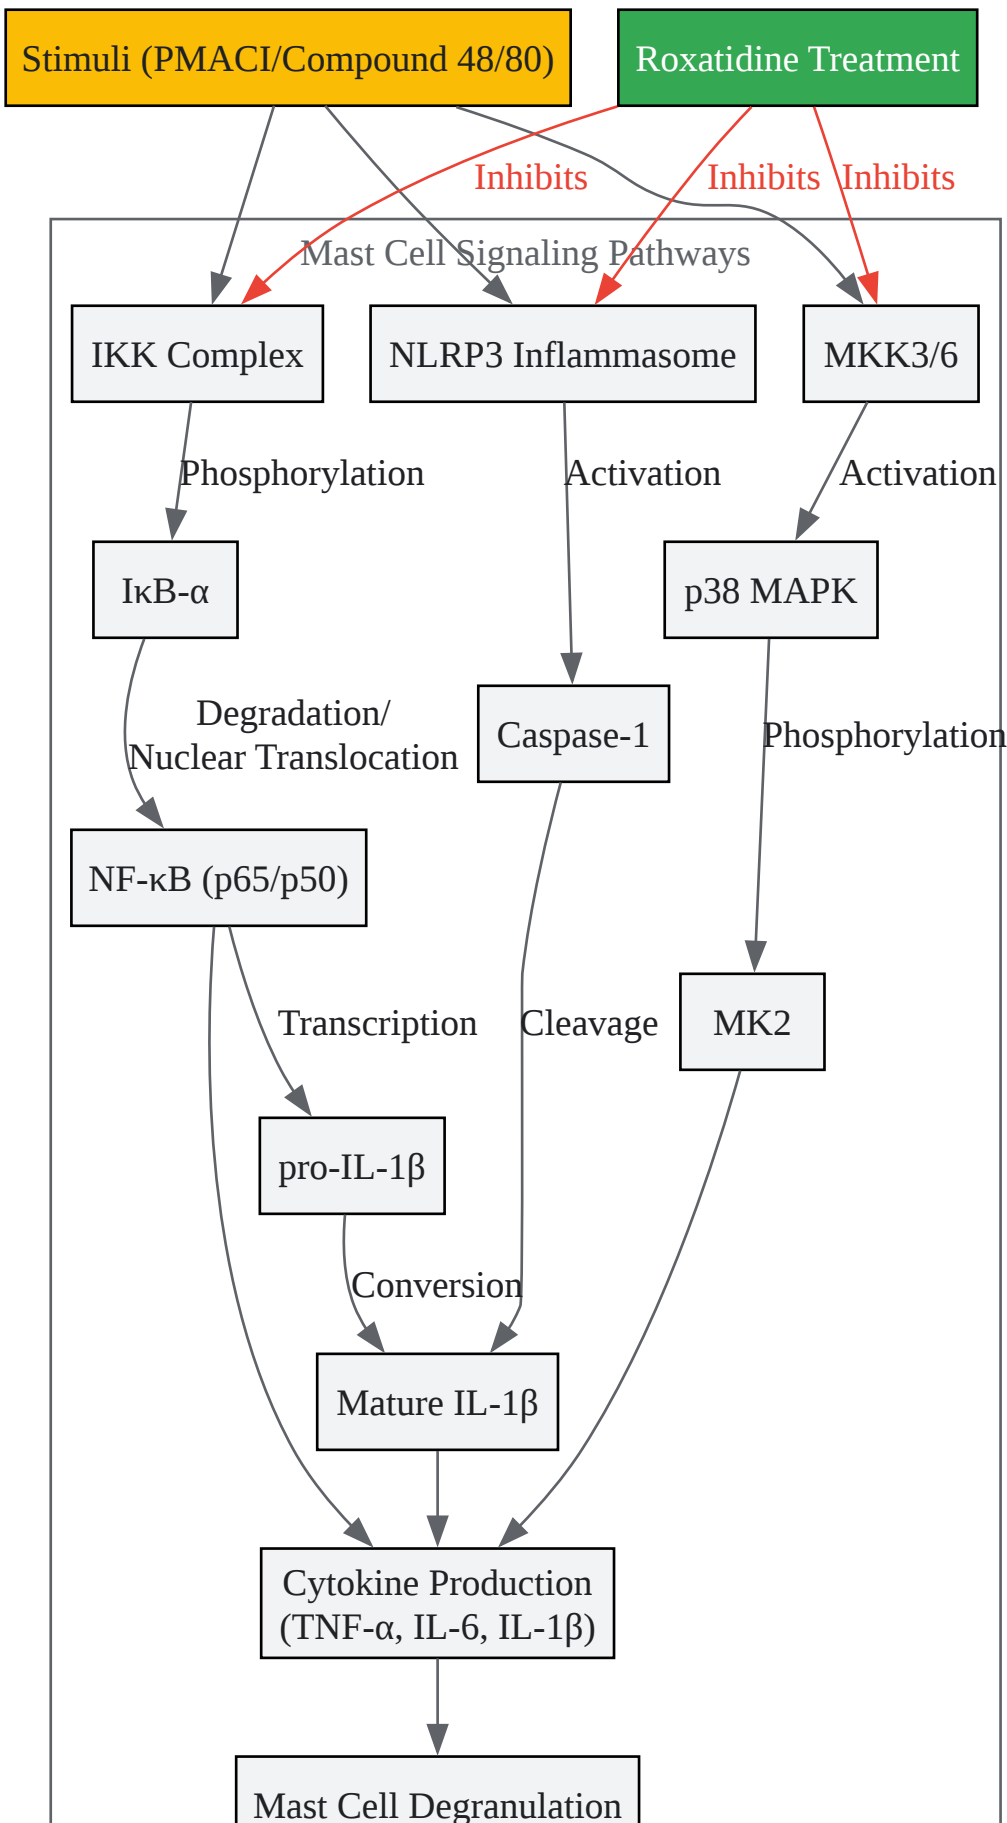 Stimuli (PMACI/Compound 48/80)
Roxatidine Treatment
Inhibits
Inhibits
Inhibits
Mast Cell Signaling Pathways
IKK Complex
NLRP3 Inflammasome
MKK3/6
Phosphorylation
Activation
Activation
IκB-α
p38 MAPK
Degradation/
Nuclear Translocation
Caspase-1
Phosphorylation
NF-κB (p65/p50)
Transcription
Cleavage
MK2
pro-IL-1β
Conversion
Mature IL-1β
Cytokine Production
(TNF-α, IL-6, IL-1β)
Mast Cell Degranulation